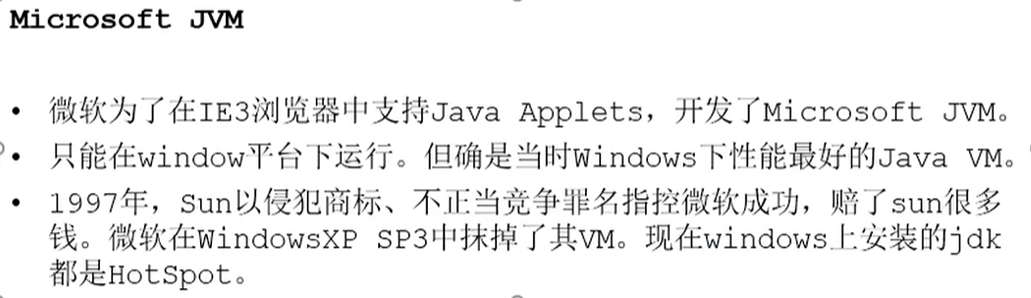 Microsoft JVM
• 微软为了在IE3浏览器中支持Java Applets，开发了Microsoft JVM。
• 只能在window平台下运行。但确是当时Windows下性能最好的Java VM。
• 1997年，Sun以侵犯商标、不正当竞争罪名指控微软成功，赔了sun很多
钱。微软在WindowsXP SP3中抹掉了其VM。现在windows上安装的jdk
都是HotSpot。